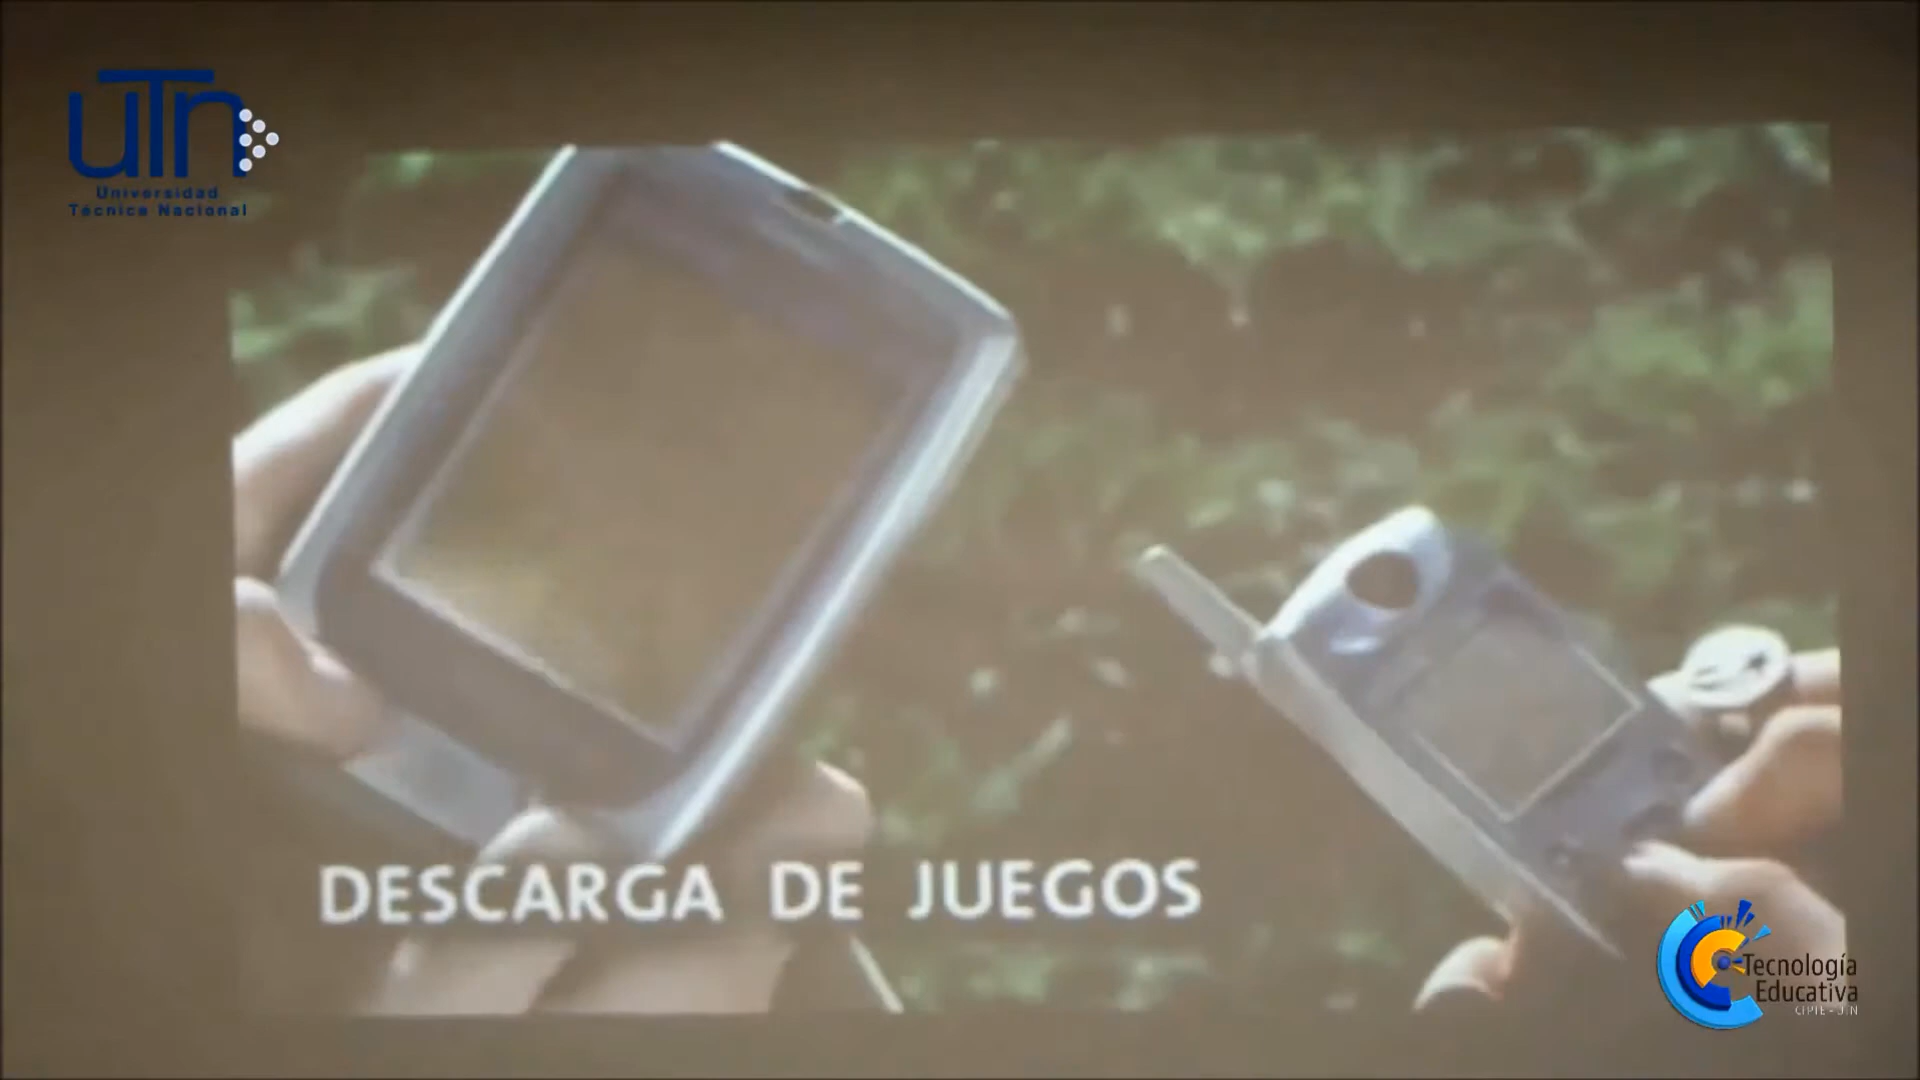 uTn
Universidad
Técnica Nacional
DESCARGA DE JUEGOS
Tecnología
Educativa